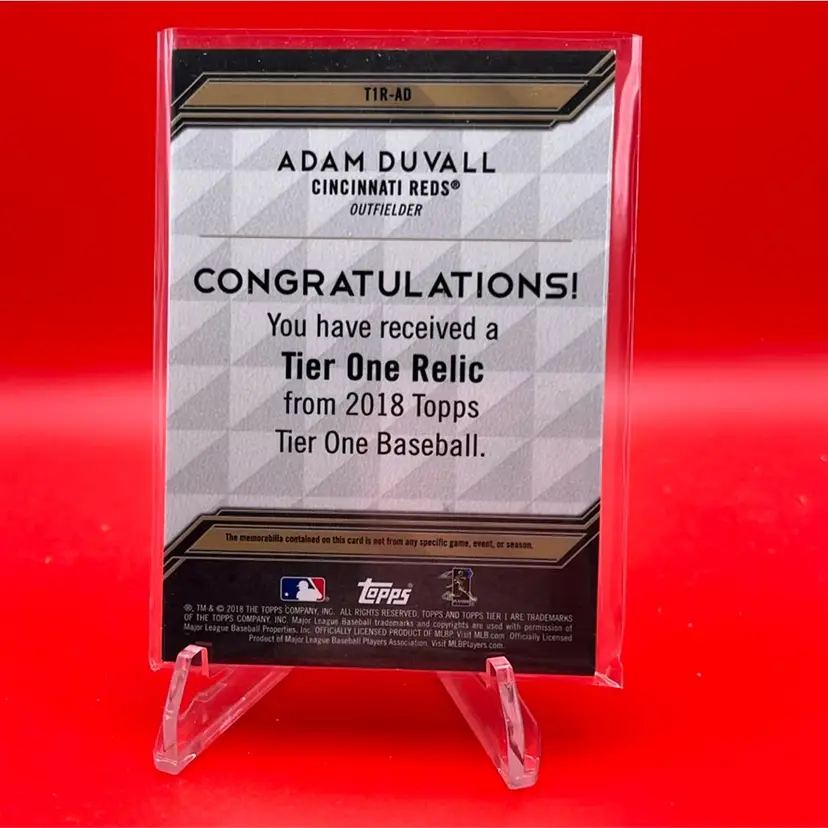 T1R-AD
ADAM DUVALL
CINCINNATI REDS®
OUTFIELDER
CONGRATULATIONS!
You have received a
Tier One Relic
from 2018 Topps
Tier One Baseball.
The memorabilia contained on this card is not from any specific game, event, or season.
topps®
®, TM & © 2018 THE TOPPS COMPANY, INC. ALL RIGHTS RESERVED. TOPPS AND TOPPS TIER 1 ARE TRADEMARKS
OF THE TOPPS COMPANY, INC. Major League Baseball trademarks and copyrights are used with permission of
Major League Baseball Properties, Inc. OFFICIALLY LICENSED PRODUCT OF MLBP. Visit MLB.com Officially Licensed
Product of Major League Baseball Players Association. Visit MLBPlayers.com.